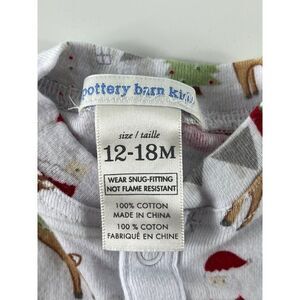 pottery barn kids
size / taille
12-18M
WEAR SNUG-FITTING
NOT FLAME RESISTANT
100 % COTTON
MADE IN CHINA
100 % COTON
FABRIQUÉ EN CHINE